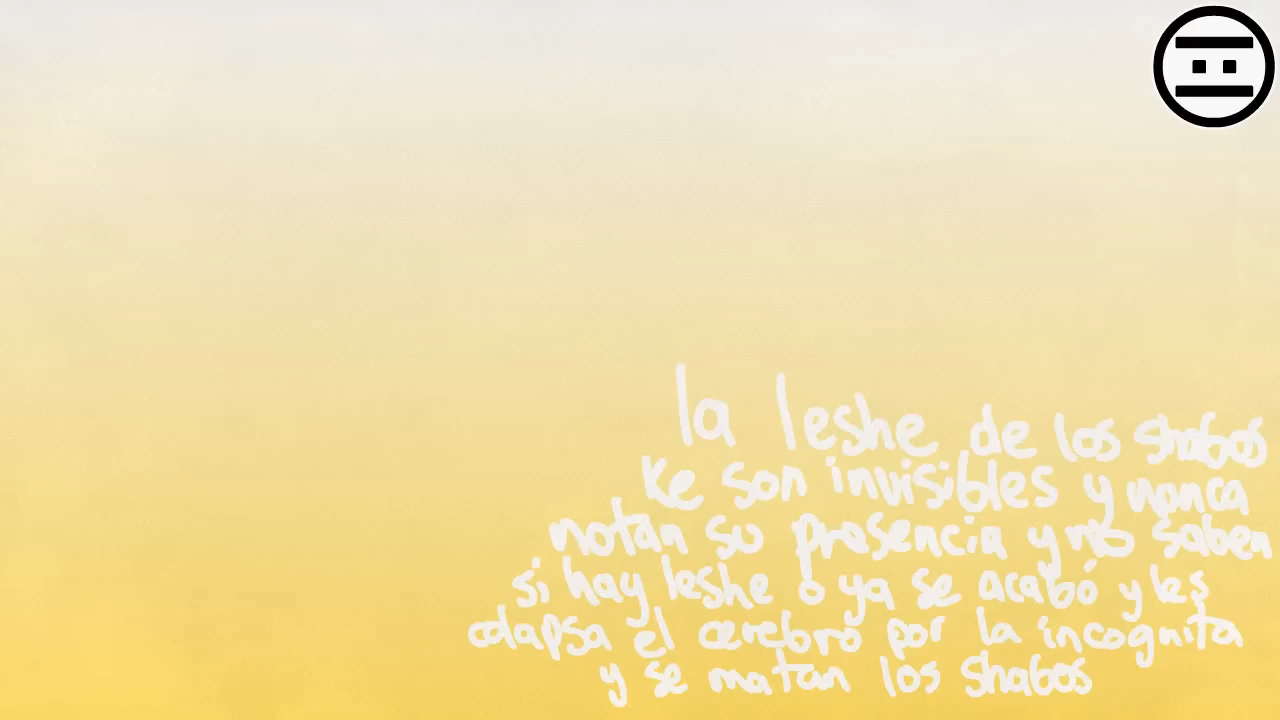 la leshe de los shabos
ke son invisibles y nunca
notan su presencia y no saben
si hay leshe o ya se acabó y les
colapsa el cerebro por la incognita
y se matan los shabos